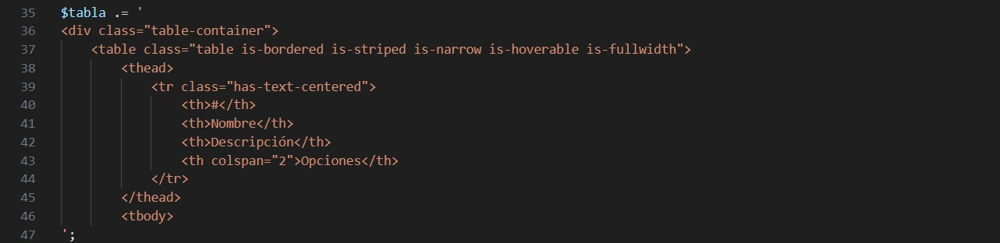 35 $tabla .= '
36 <div class="table-container">
37 <table class="table is-bordered is-striped is-narrow is-hoverable is-fullwidth">
38 <thead>
39 <tr class="has-text-centered">
40 <th>#</th>
41 <th>Nombre</th>
42 <th>Descripción</th>
43 <th colspan="2">Opciones</th>
44 </tr>
45 </thead>
46 <tbody>
47 ';